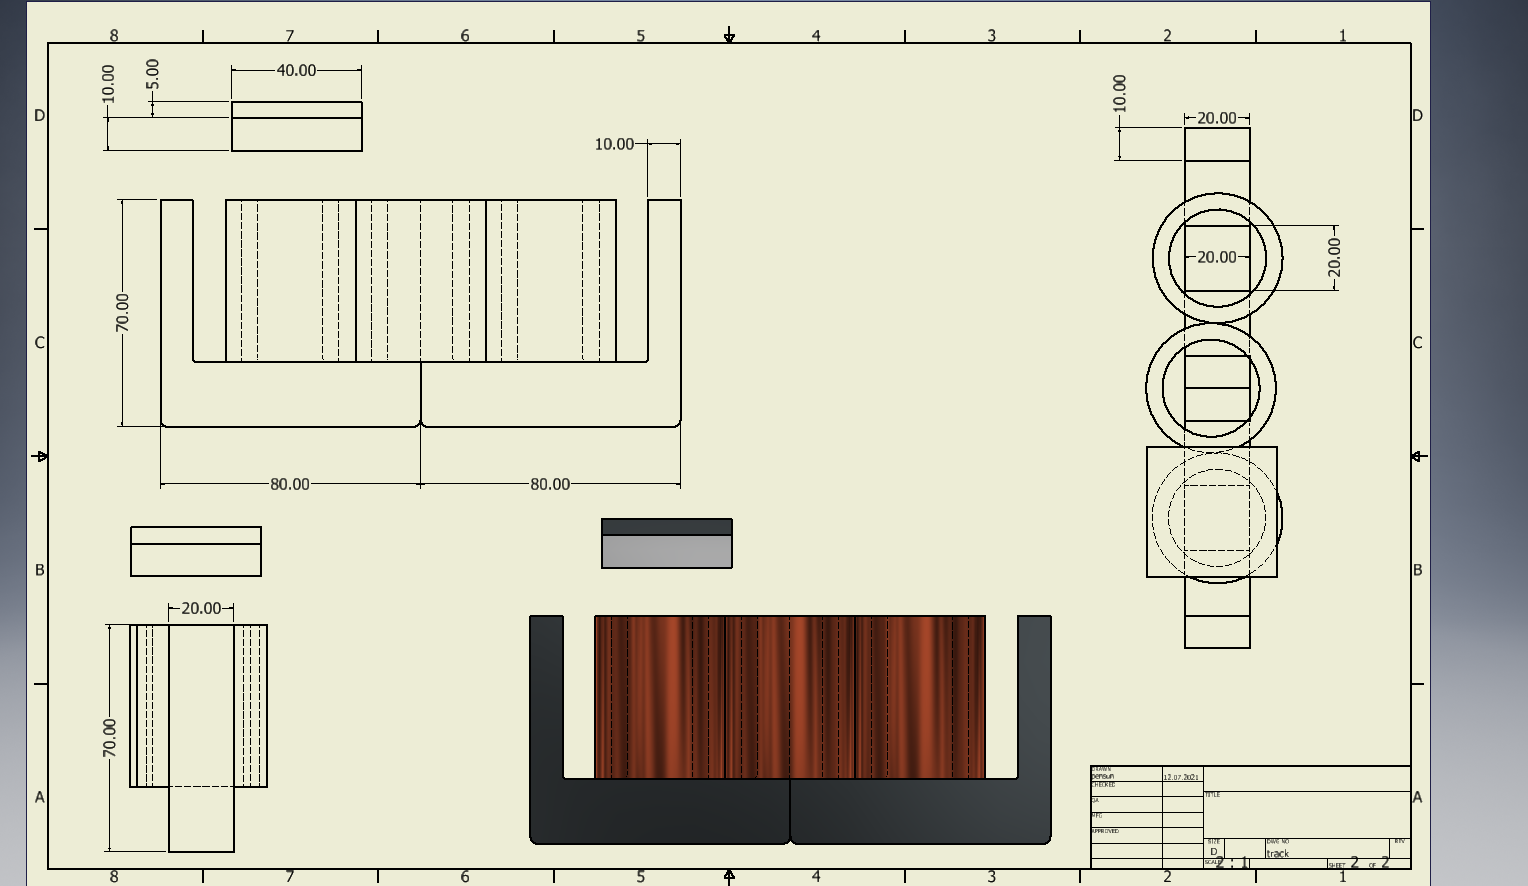 8 7 6 5 4 3 2 1
10.00
5.00
40.00
10.00
20.00
D
D
10.00
20.00
20.00
70.00
C
C
80.00
80.00
B
B
20.00
70.00
A
A
DRAWN
pensun
12.07.2021
CHECKED
QA
TITLE
MFG
APPROVED
SIZE
D
DWG NO
track
REV
SCALE
2 : 1
SHEET 2 OF 2
8 7 6 5 4 3 2 1